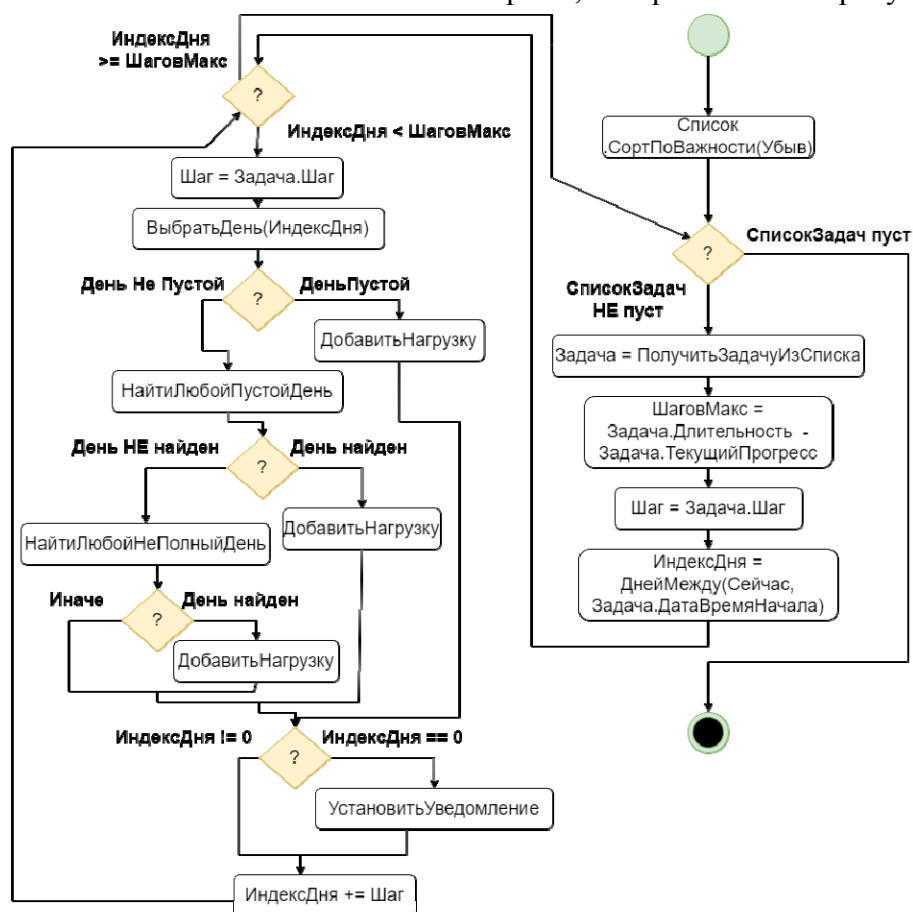 ИндексДня
>= ШаговМакс
?
ИндексДня < ШаговМакс
Шаг = Задача.Шаг
ВыбратьДень(ИндексДня)
День Не Пустой
?
ДеньПустой
ДобавитьНагрузку
НайтиЛюбойПустойДень
День НЕ найден
?
День найден
ДобавитьНагрузку
НайтиЛюбойНеПолныйДень
Иначе
?
День найден
ДобавитьНагрузку
ИндексДня != 0
?
ИндексДня == 0
УстановитьУведомление
ИндексДня += Шаг
Список
.СортПоВажности(Убыв)
?
СписокЗадач пуст
СписокЗадач
НЕ пуст
Задача = ПолучитьЗадачуИзСписка
ШаговМакс =
Задача.Длительность -
Задача.ТекущийПрогресс
Шаг = Задача.Шаг
ИндексДня =
ДнейМежду(Сейчас,
Задача.ДатаВремяНачала)